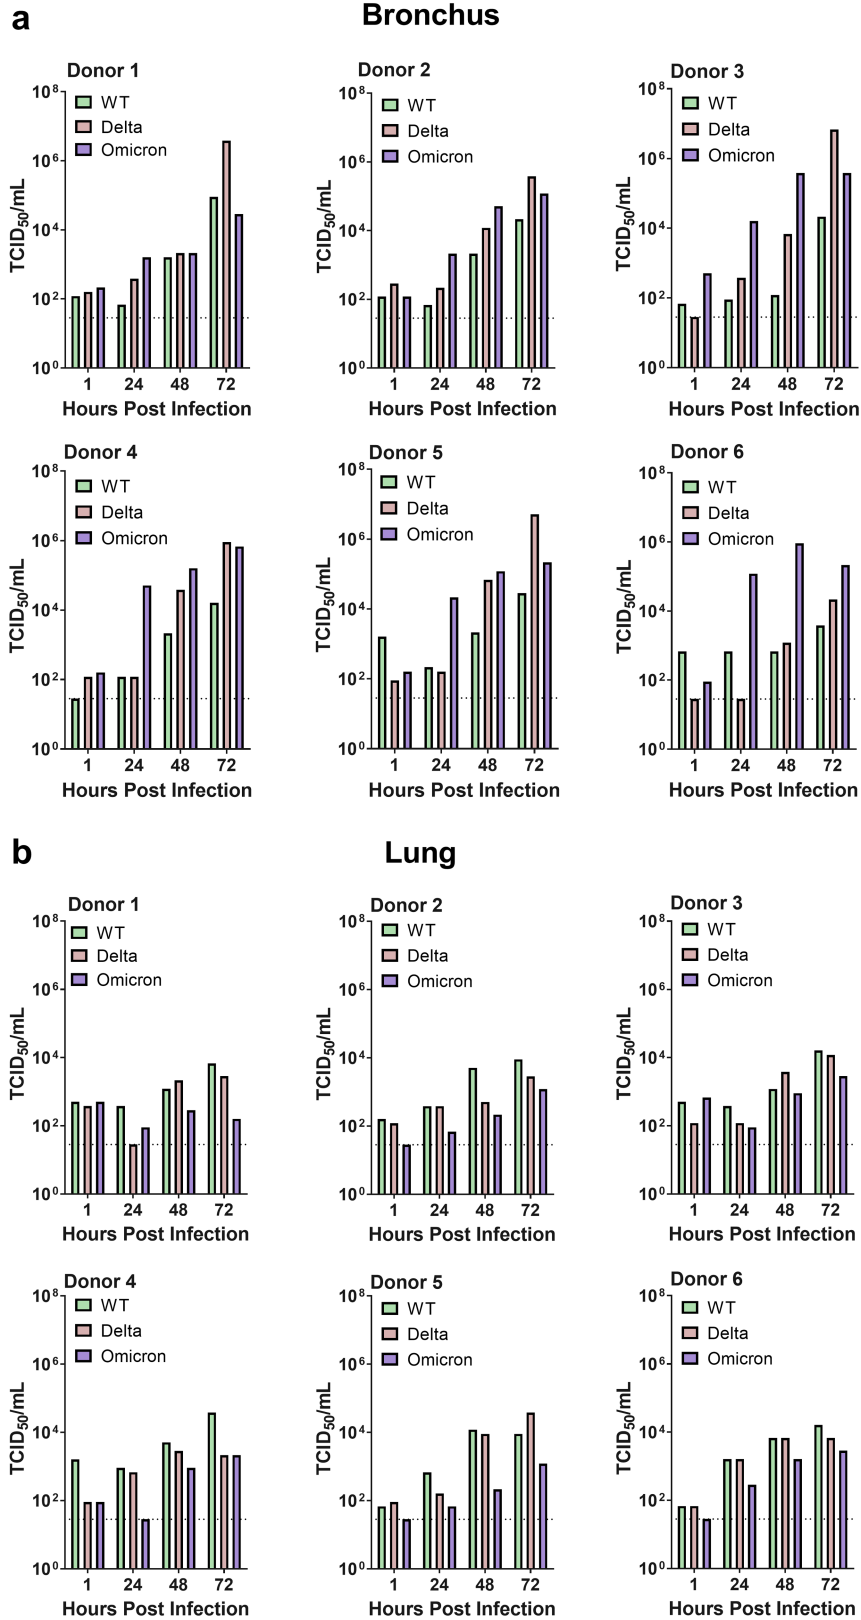 a
Bronchus
Donor 1
10^8
10^6
10^4
10^2
10^0
TCID50/mL
WT
Delta
Omicron
1 24 48 72
Hours Post Infection
Donor 2
10^8
10^6
10^4
10^2
10^0
TCID50/mL
WT
Delta
Omicron
1 24 48 72
Hours Post Infection
Donor 3
10^8
10^6
10^4
10^2
10^0
TCID50/mL
WT
Delta
Omicron
1 24 48 72
Hours Post Infection
Donor 4
10^8
10^6
10^4
10^2
10^0
TCID50/mL
WT
Delta
Omicron
1 24 48 72
Hours Post Infection
Donor 5
10^8
10^6
10^4
10^2
10^0
TCID50/mL
WT
Delta
Omicron
1 24 48 72
Hours Post Infection
Donor 6
10^8
10^6
10^4
10^2
10^0
TCID50/mL
WT
Delta
Omicron
1 24 48 72
Hours Post Infection
b
Lung
Donor 1
10^8
10^6
10^4
10^2
10^0
TCID50/mL
WT
Delta
Omicron
1 24 48 72
Hours Post Infection
Donor 2
10^8
10^6
10^4
10^2
10^0
TCID50/mL
WT
Delta
Omicron
1 24 48 72
Hours Post Infection
Donor 3
10^8
10^6
10^4
10^2
10^0
TCID50/mL
WT
Delta
Omicron
1 24 48 72
Hours Post Infection
Donor 4
10^8
10^6
10^4
10^2
10^0
TCID50/mL
WT
Delta
Omicron
1 24 48 72
Hours Post Infection
Donor 5
10^8
10^6
10^4
10^2
10^0
TCID50/mL
WT
Delta
Omicron
1 24 48 72
Hours Post Infection
Donor 6
10^8
10^6
10^4
10^2
10^0
TCID50/mL
WT
Delta
Omicron
1 24 48 72
Hours Post Infection